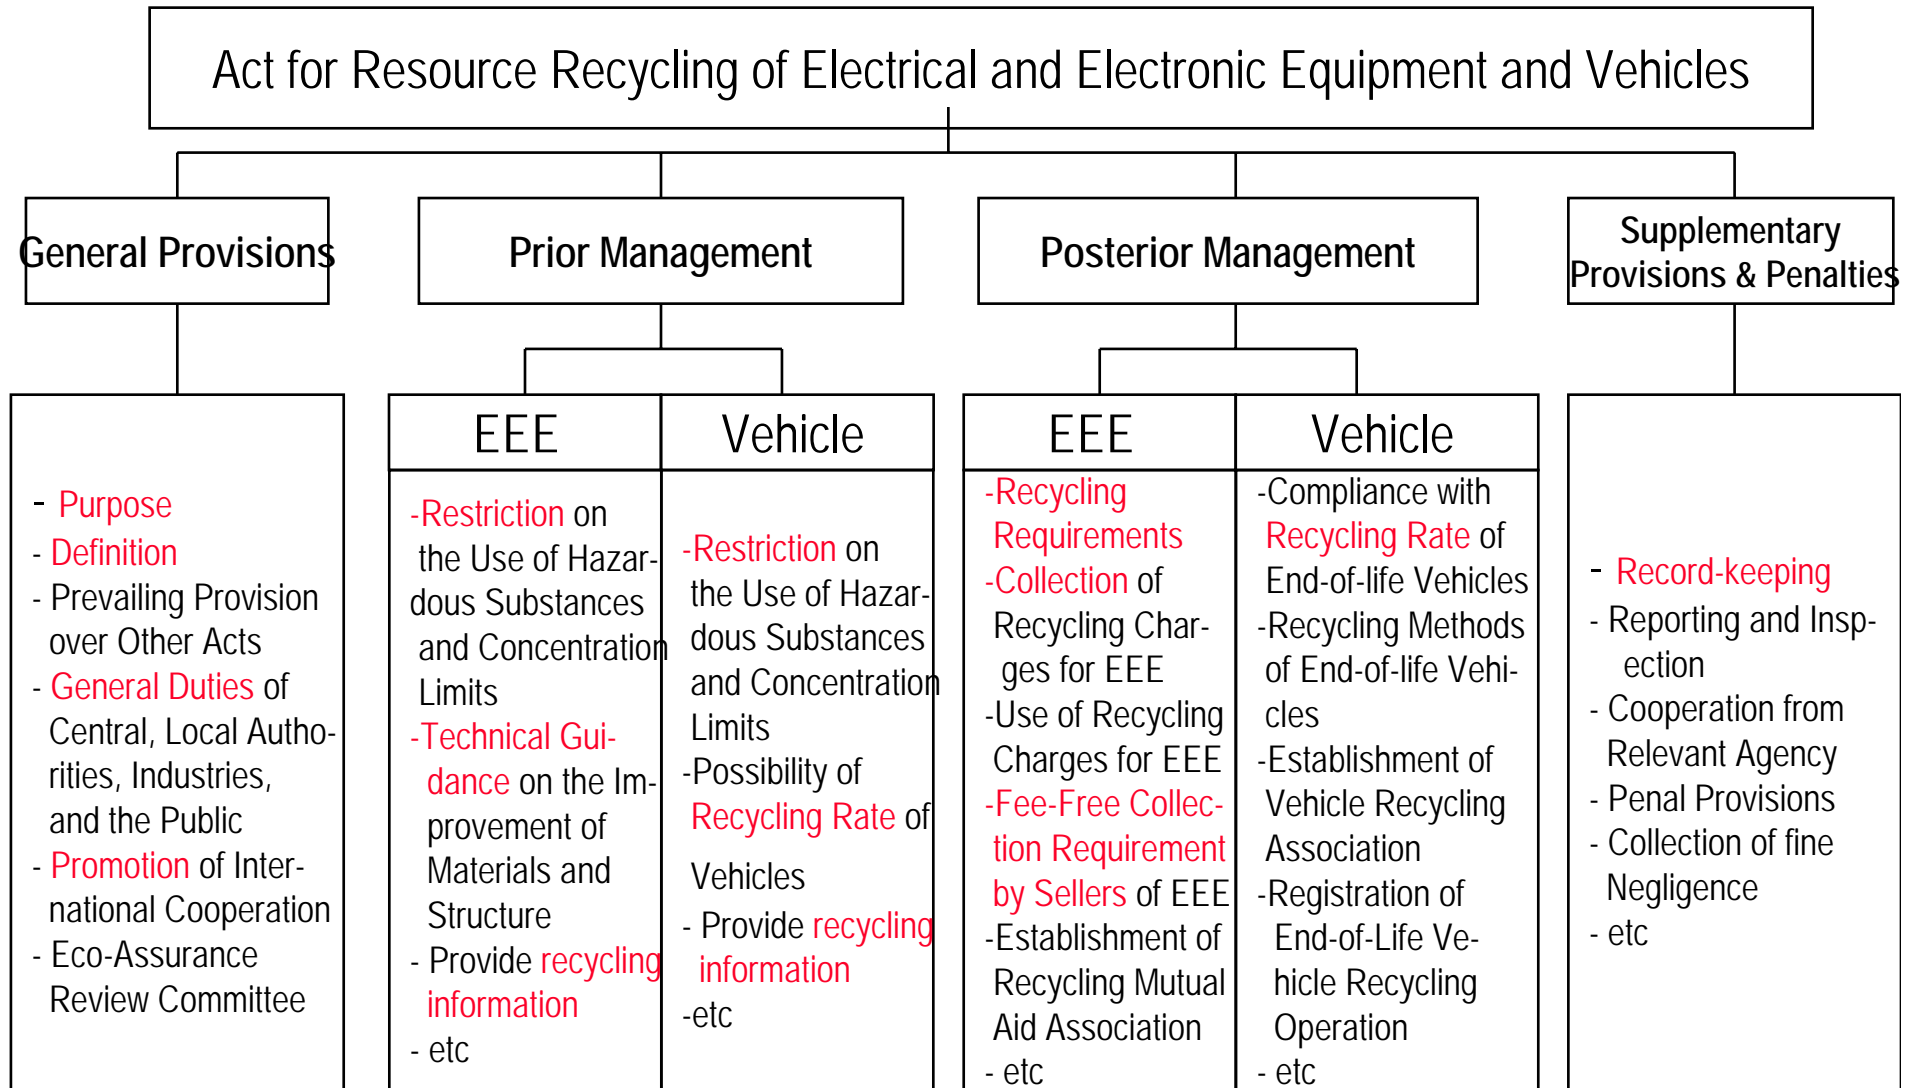 Act for Resource Recycling of Electrical and Electronic Equipment and Vehicles
General Provisions
Prior Management
Posterior Management
Supplementary
Provisions & Penalties
- Purpose
- Definition
- Prevailing Provision
over Other Acts
- General Duties of
Central, Local Autho-
rities, Industries,
and the Public
- Promotion of Inter-
national Cooperation
- Eco-Assurance
Review Committee
EEE
-Restriction on
the Use of Hazar-
dous Substances
and Concentration
Limits
-Technical Gui-
dance on the Im-
provement of
Materials and
Structure
- Provide recycling
information
- etc
Vehicle
-Restriction on
the Use of Hazar-
dous Substances
and Concentration
Limits
-Possibility of
Recycling Rate of
Vehicles
- Provide recycling
information
-etc
EEE
-Recycling
Requirements
-Collection of
Recycling Char-
ges for EEE
-Use of Recycling
Charges for EEE
-Fee-Free Collec-
tion Requirement
by Sellers of EEE
-Establishment of
Recycling Mutual
Aid Association
- etc
Vehicle
-Compliance with
Recycling Rate of
End-of-life Vehicles
-Recycling Methods
of End-of-life Vehi-
cles
-Establishment of
Vehicle Recycling
Association
-Registration of
End-of-Life Ve-
hicle Recycling
Operation
- etc
- Record-keeping
- Reporting and Insp-
ection
- Cooperation from
Relevant Agency
- Penal Provisions
- Collection of fine
Negligence
- etc